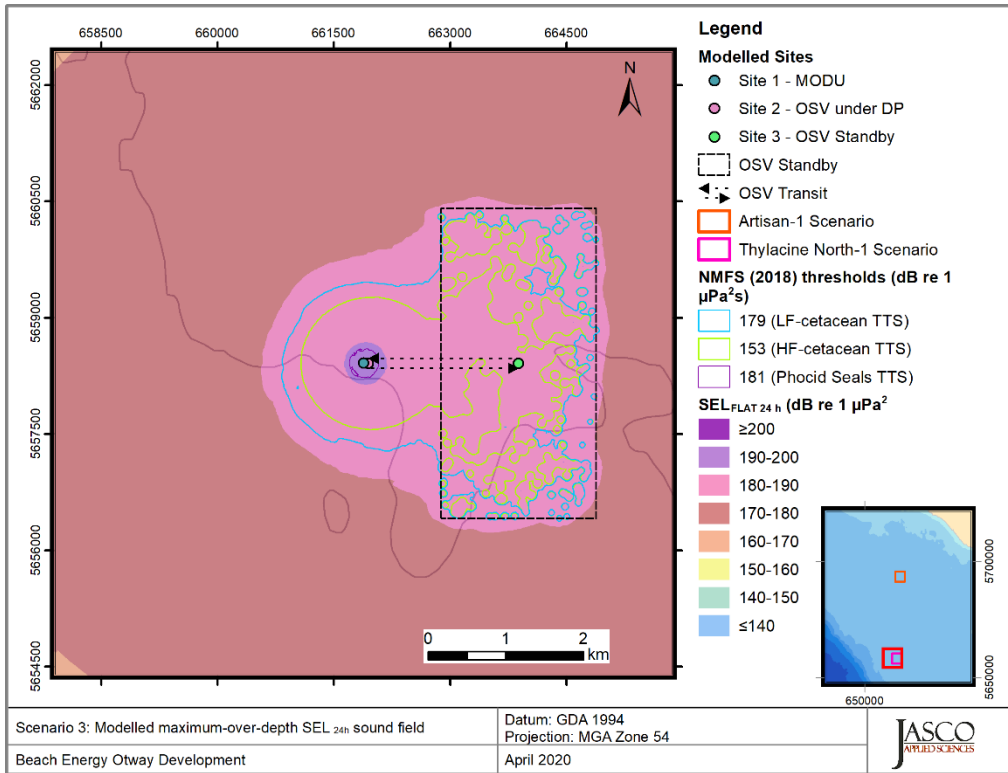 658500 660000 661500 663000 664500
5662000
5660500
5659000
5657500
5656000
5654500
N
0 1 2
km
Legend
Modelled Sites
Site 1 - MODU
Site 2 - OSV under DP
Site 3 - OSV Standby
OSV Standby
OSV Transit
Artisan-1 Scenario
Thylacine North-1 Scenario
NMFS (2018) thresholds (dB re 1
µPa²s)
179 (LF-cetacean TTS)
153 (HF-cetacean TTS)
181 (Phocid Seals TTS)
SEL FLAT 24 h (dB re 1 µPa²
≥200
190-200
180-190
170-180
160-170
150-160
140-150
≤140
5700000
5650000
650000
Scenario 3: Modelled maximum-over-depth SEL 24h sound field
Datum: GDA 1994
Projection: MGA Zone 54
Beach Energy Otway Development
April 2020
JASCO
APPLIED SCIENCES